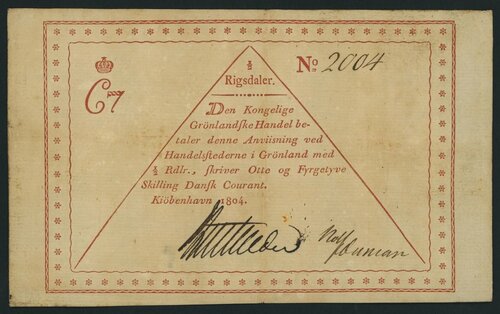 C7
No 2004
½
Rigsdaler.
Den Kongelige
Grönlandske Handel be-
taler denne Anviisning ved
Handelstederne i Grönland med
½ Rdlr., skriver Otte og Fyrgetyve
Skilling Dansk Courant.
Kiöbenhavn 1804.